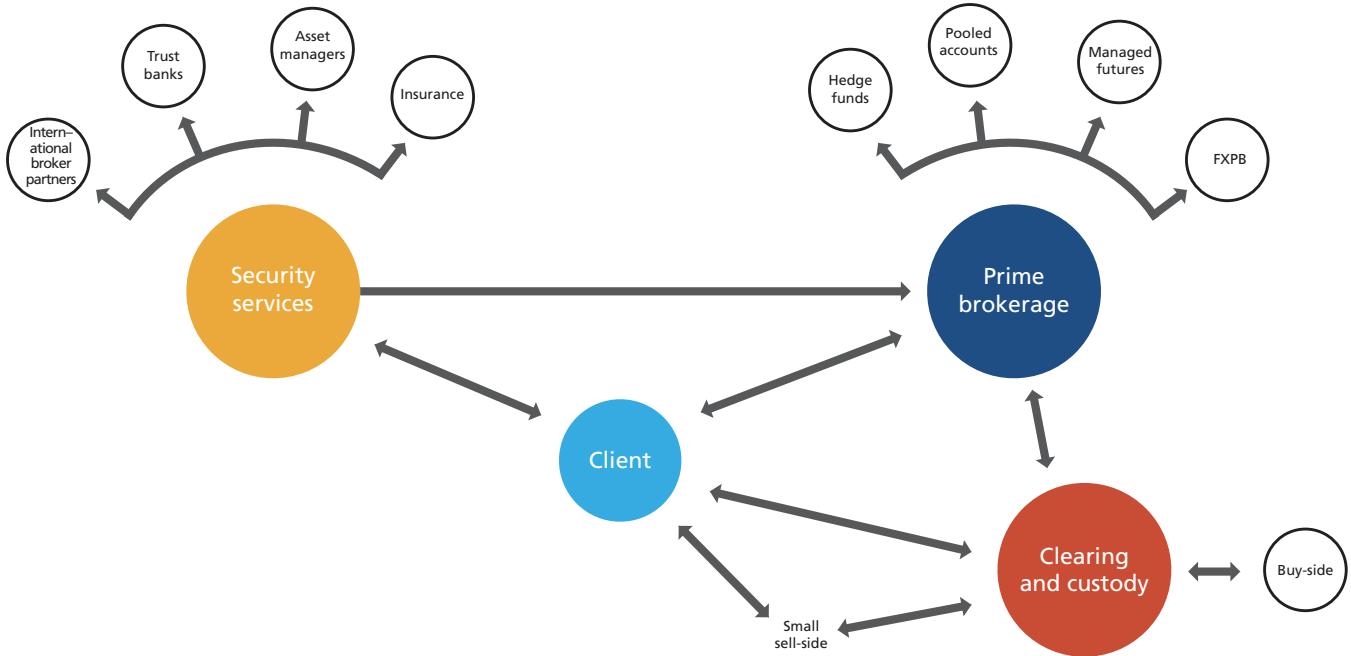 Intern–
ational
broker
partners
Trust
banks
Asset
managers
Insurance
Hedge
funds
Pooled
accounts
Managed
futures
FXPB
Security
services
Prime
brokerage
Client
Clearing
and custody
Buy-side
Small
sell-side